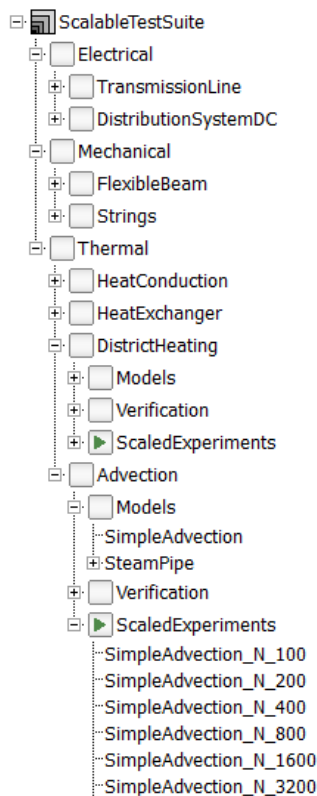 ScalableTestSuite
Electrical
TransmissionLine
DistributionSystemDC
Mechanical
FlexibleBeam
Strings
Thermal
HeatConduction
HeatExchanger
DistrictHeating
Models
Verification
ScaledExperiments
Advection
Models
SimpleAdvection
SteamPipe
Verification
ScaledExperiments
SimpleAdvection_N_100
SimpleAdvection_N_200
SimpleAdvection_N_400
SimpleAdvection_N_800
SimpleAdvection_N_1600
SimpleAdvection_N_3200